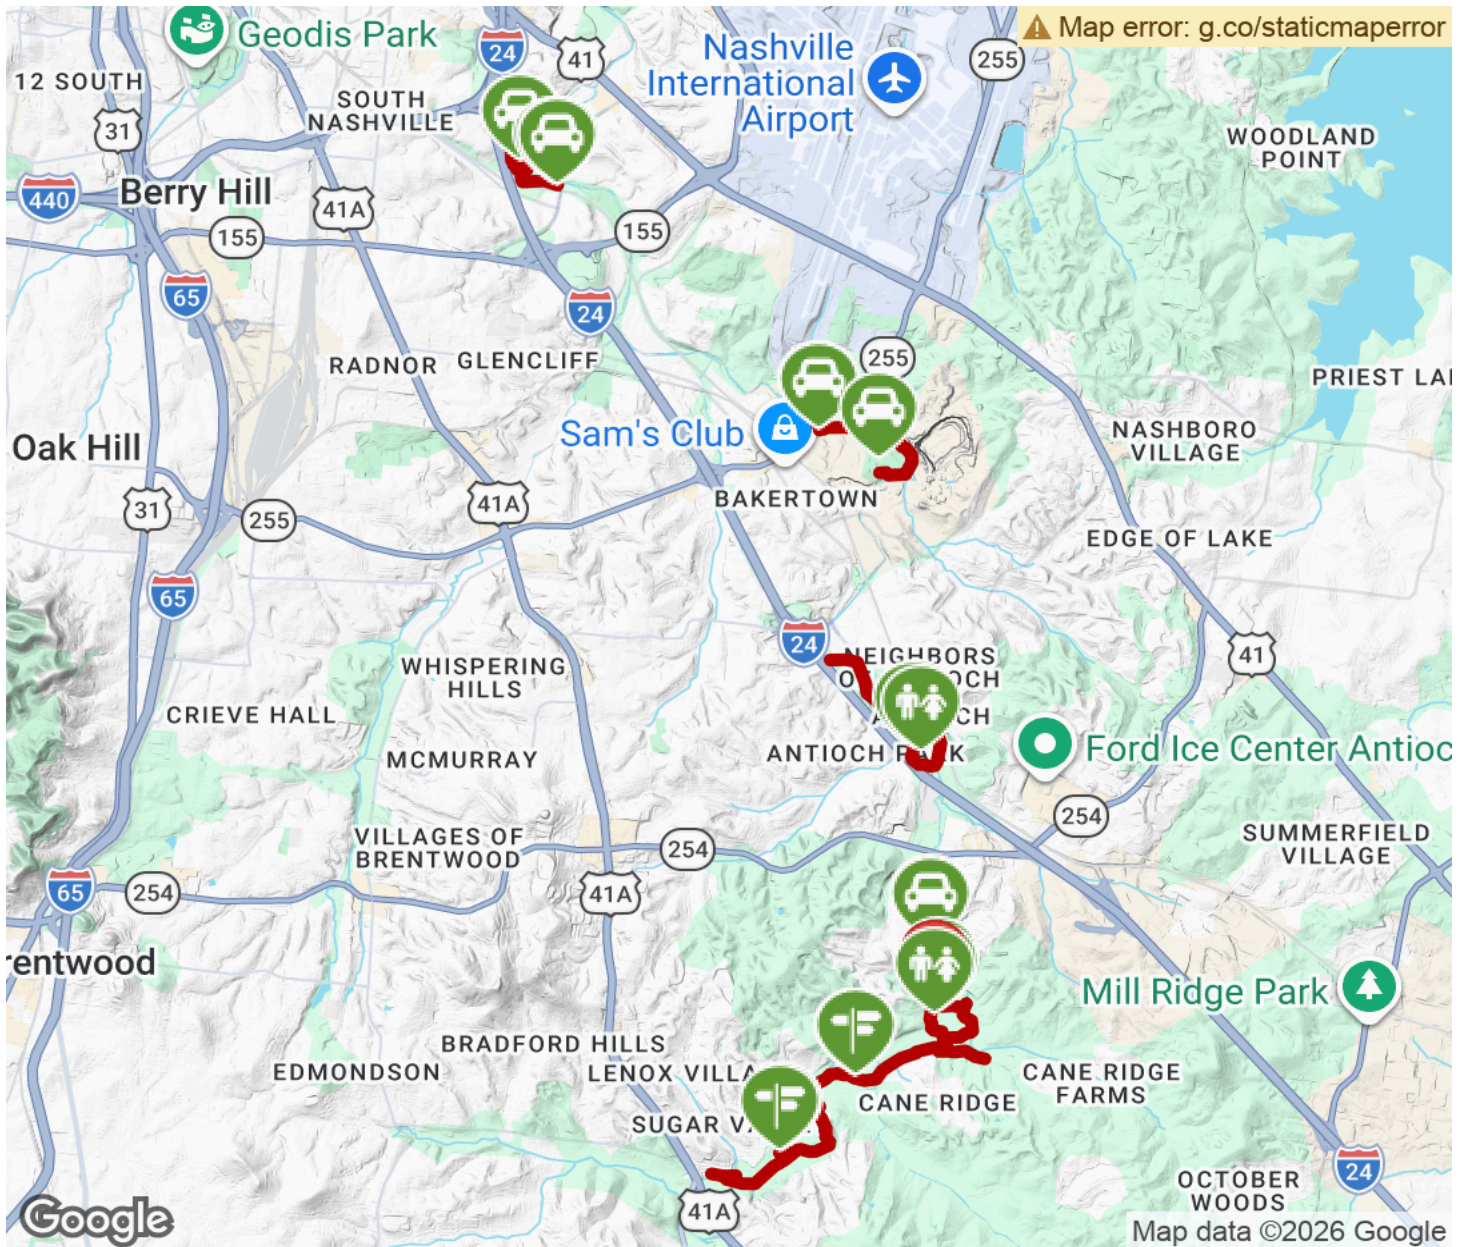 Map error: g.co/staticmaperror
Geodis Park
24
41
Nashville
International
Airport
255
12 SOUTH
31
SOUTH
NASHVILLE
WOODLAND
POINT
440
Berry Hill
41A
155
155
65
24
RADNOR
GLENCLIFF
255
PRIEST LA
Oak Hill
Sam's Club
NASHBORO
VILLAGE
31
255
41A
BAKERTOWN
EDGE OF LAKE
65
24
41
NEIGHBORS
WHISPERING
HILLS
CRIEVE HALL
MCMURRAY
ANTIOCH
Ford Ice Center Antioc
254
VILLAGES OF
BRENTWOOD
254
SUMMERFIELD
VILLAGE
65
254
41A
rentwood
Mill Ridge Park
BRADFORD HILLS
EDMONDSON
LENOX VILLA
CANE RIDGE
FARMS
CANE RIDGE
SUGAR V
24
OCTOBER
WOODS
41A
Google
Map data ©2026 Google